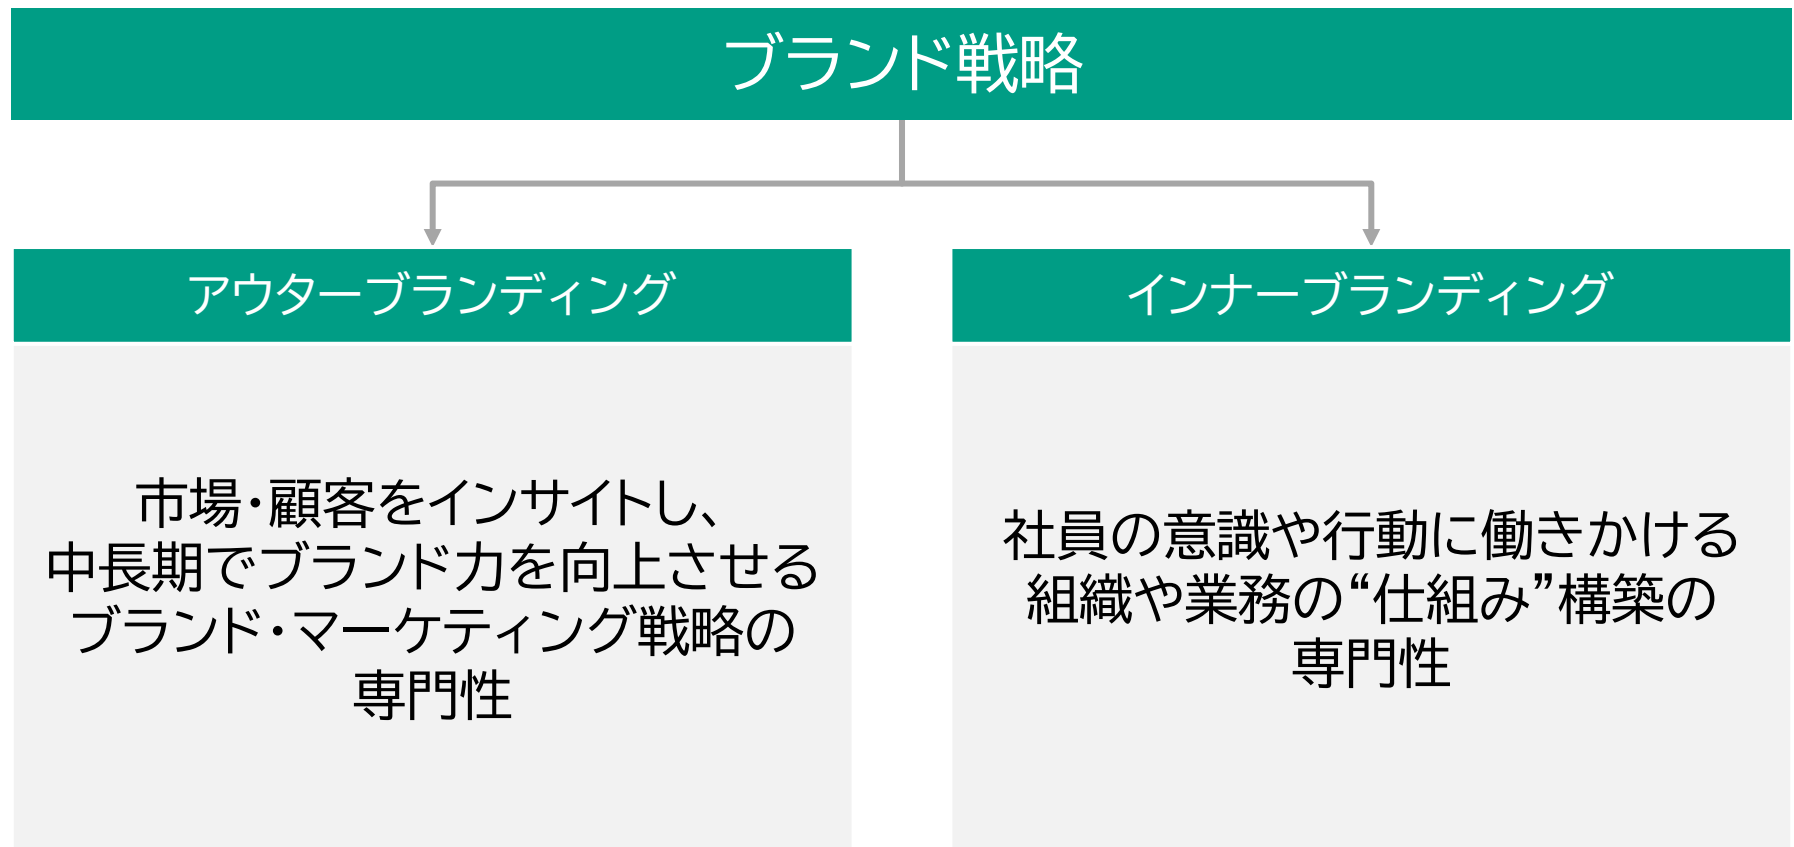 ブランド戦略
アウターブランディング
市場・顧客をインサイトし、
中長期でブランド力を向上させる
ブランド・マーケティング戦略の
専門性
インナーブランディング
社員の意識や行動に働きかける
組織や業務の“仕組み”構築の
専門性